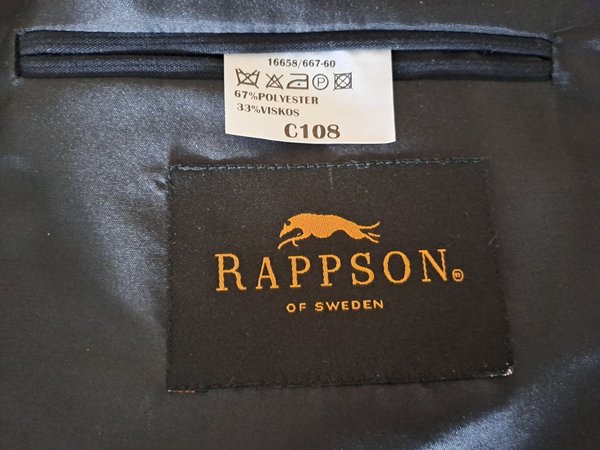 16658/667-60
67%POLYESTER
33%VISKOS
C108
RAPPSON®
OF SWEDEN